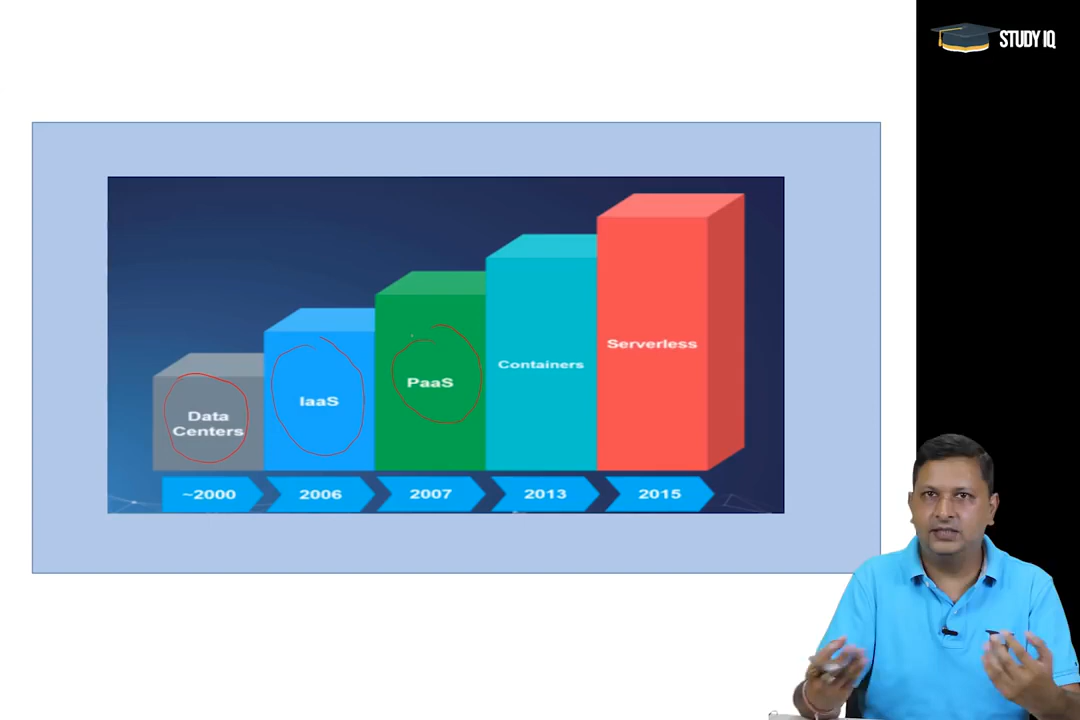 STUDY IQ
Serverless
Containers
PaaS
IaaS
Data
Centers
~2000
2006
2007
2013
2015